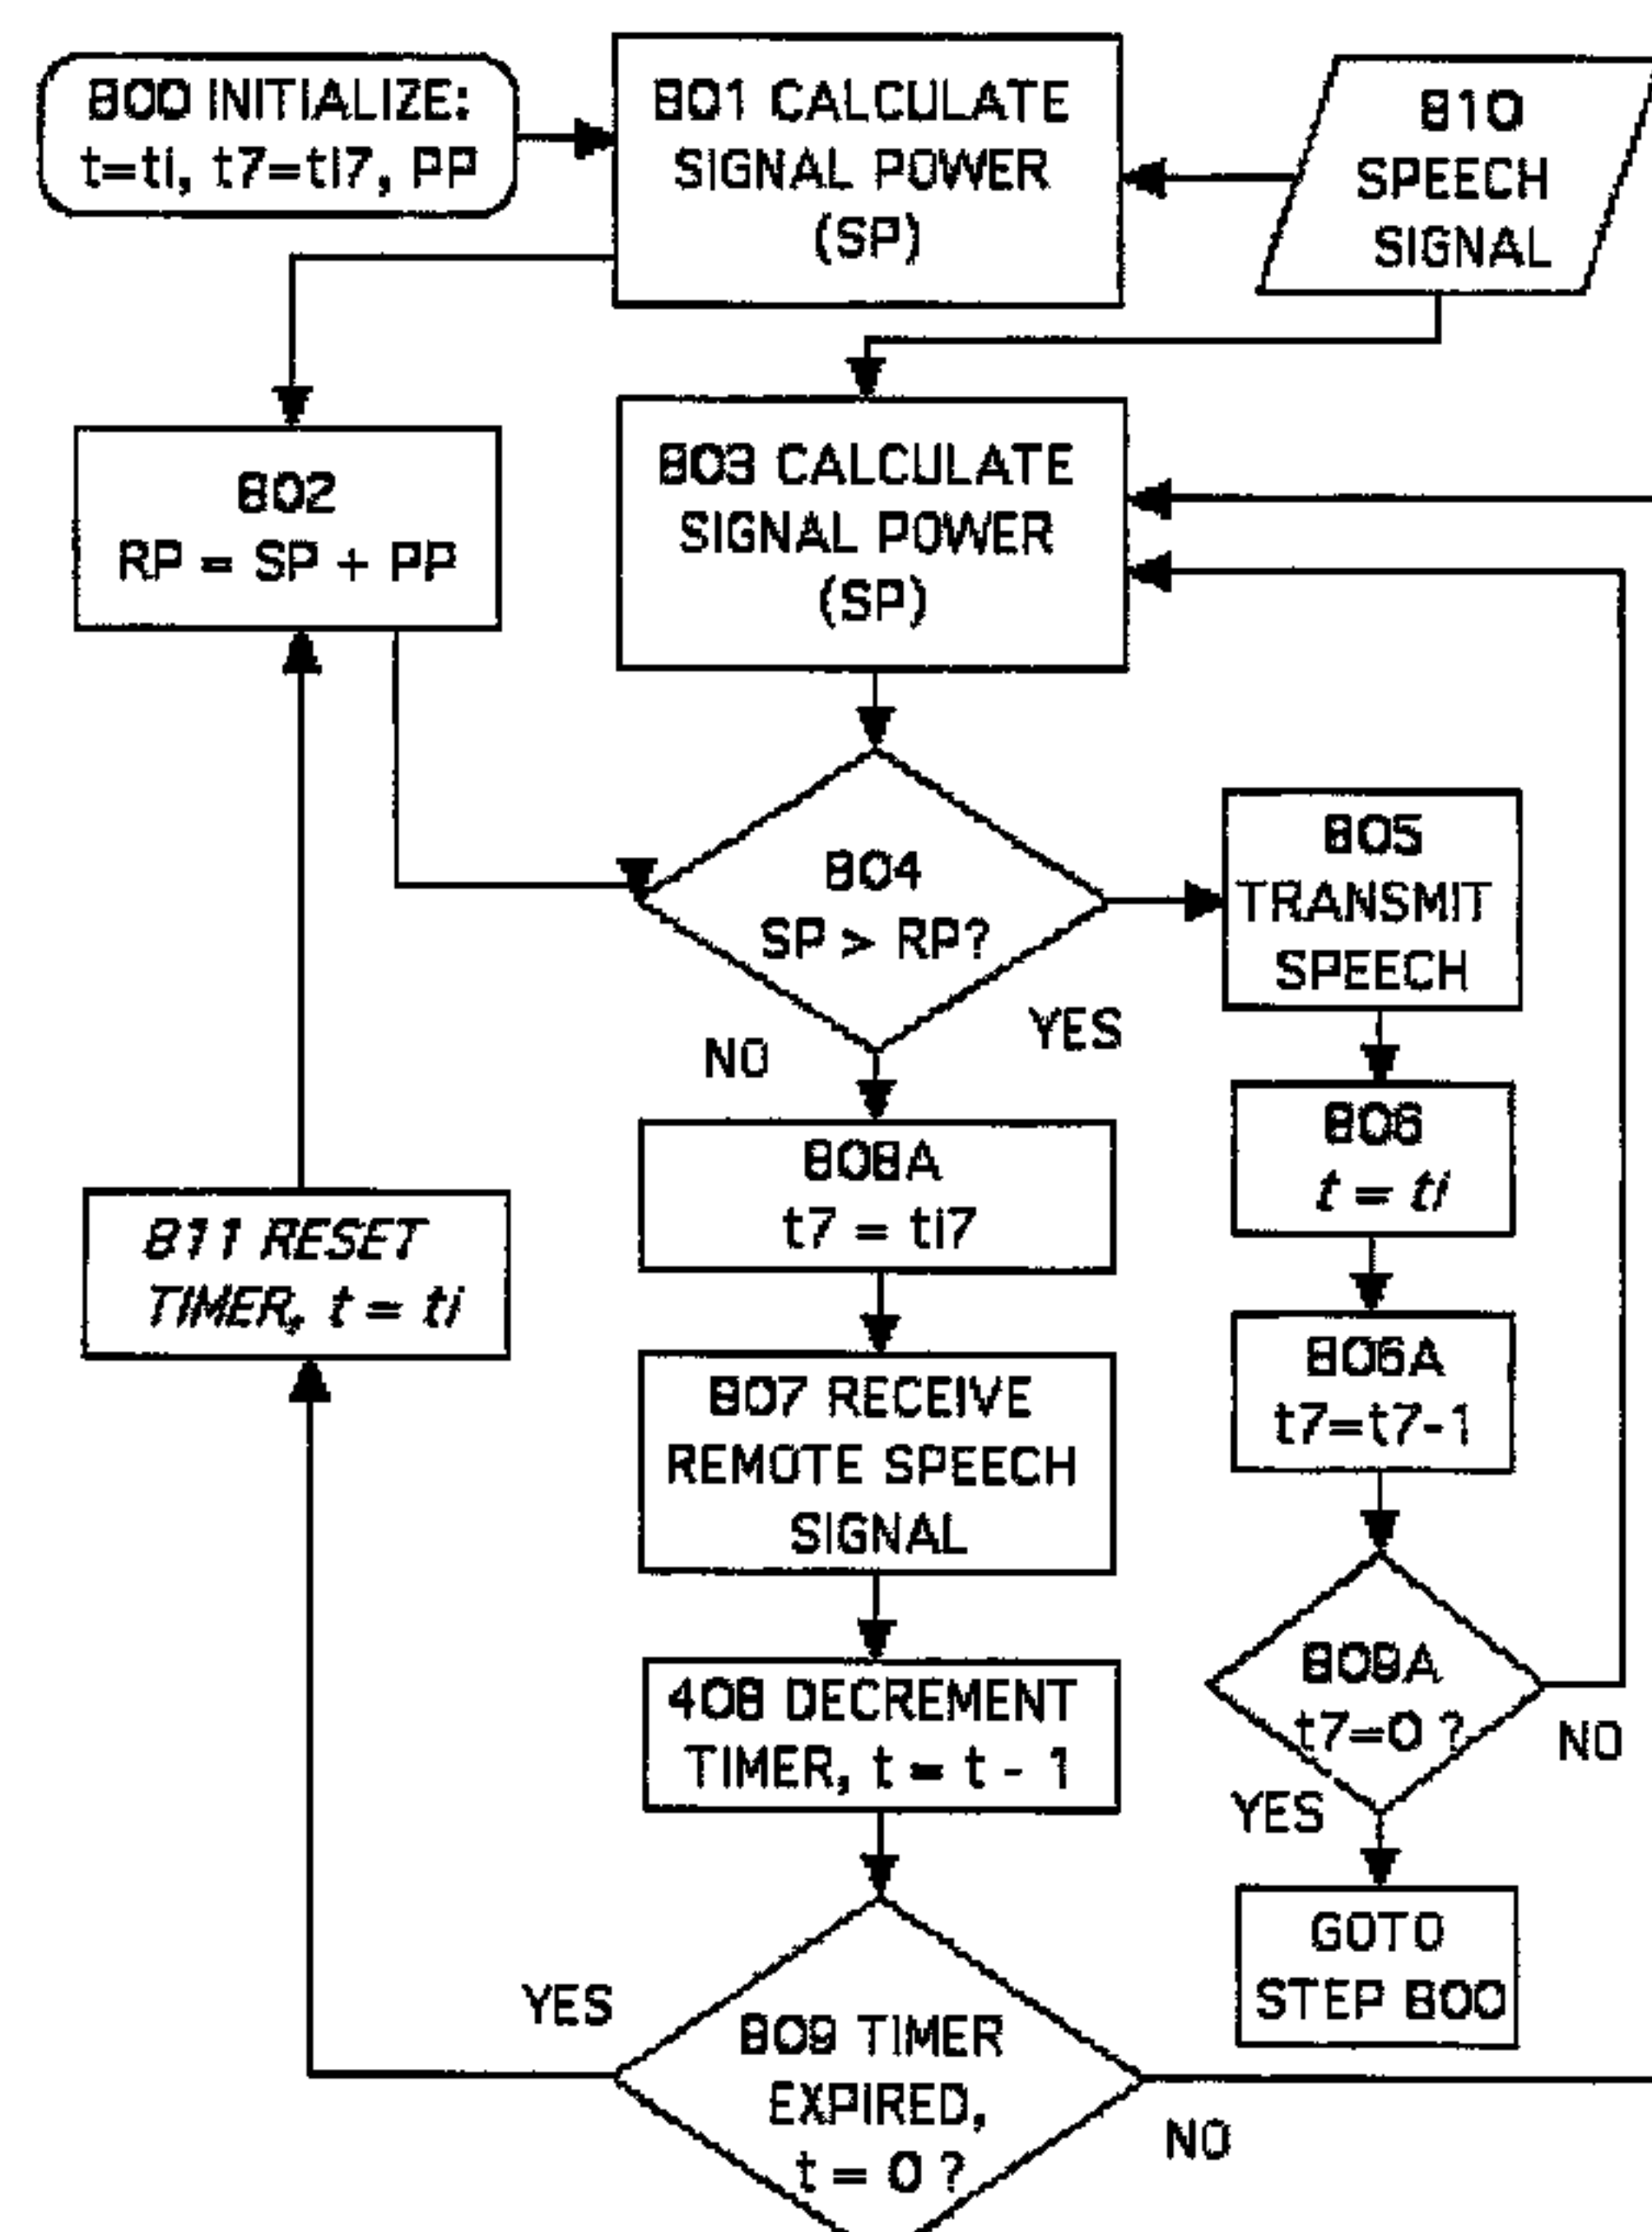 800 INITIALIZE:
t=ti, t7=ti7, PP
801 CALCULATE
SIGNAL POWER
(SP)
810
SPEECH
SIGNAL
802
RP = SP + PP
803 CALCULATE
SIGNAL POWER
(SP)
804
SP > RP?
YES
NO
805
TRANSMIT
SPEECH
806
t = ti
806A
t7=t7-1
809A
t7=0 ?
NO
YES
GOTO
STEP 800
808A
t7 = ti7
807 RECEIVE
REMOTE SPEECH
SIGNAL
408 DECREMENT
TIMER, t = t - 1
809 TIMER
EXPIRED,
t = 0 ?
YES
NO
811 RESET
TIMER, t = ti